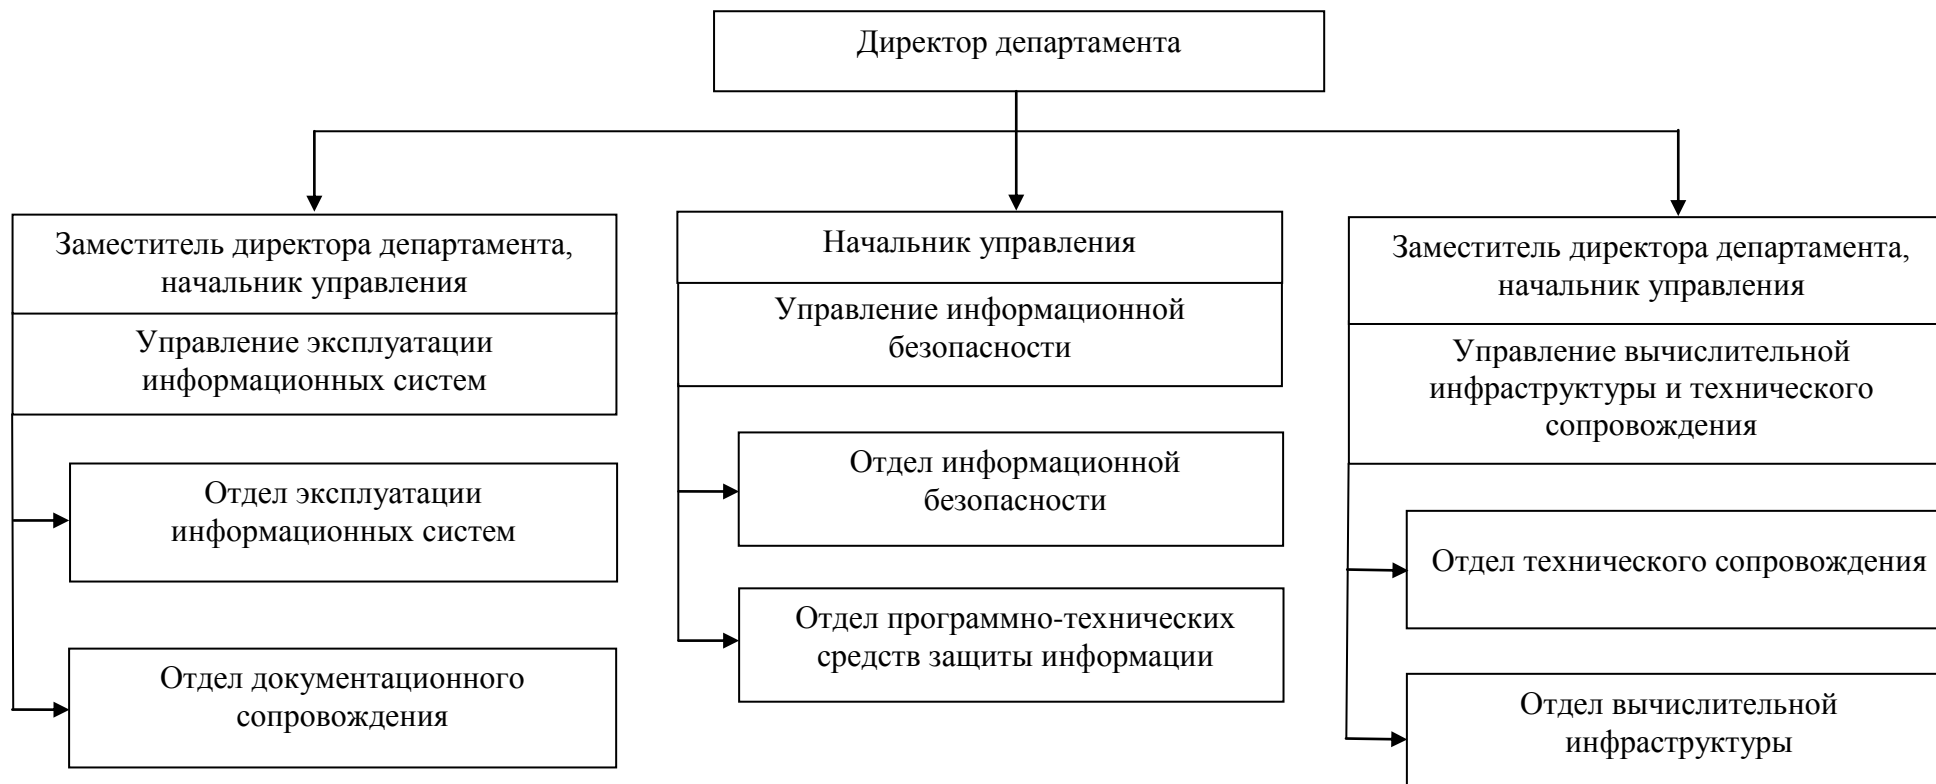 Директор департамента
Заместитель директора департамента,
начальник управления
Управление эксплуатации
информационных систем
Отдел эксплуатации
информационных систем
Отдел документационного
сопровождения
Начальник управления
Управление информационной
безопасности
Отдел информационной
безопасности
Отдел программно-технических
средств защиты информации
Заместитель директора департамента,
начальник управления
Управление вычислительной
инфраструктуры и технического
сопровождения
Отдел технического сопровождения
Отдел вычислительной
инфраструктуры